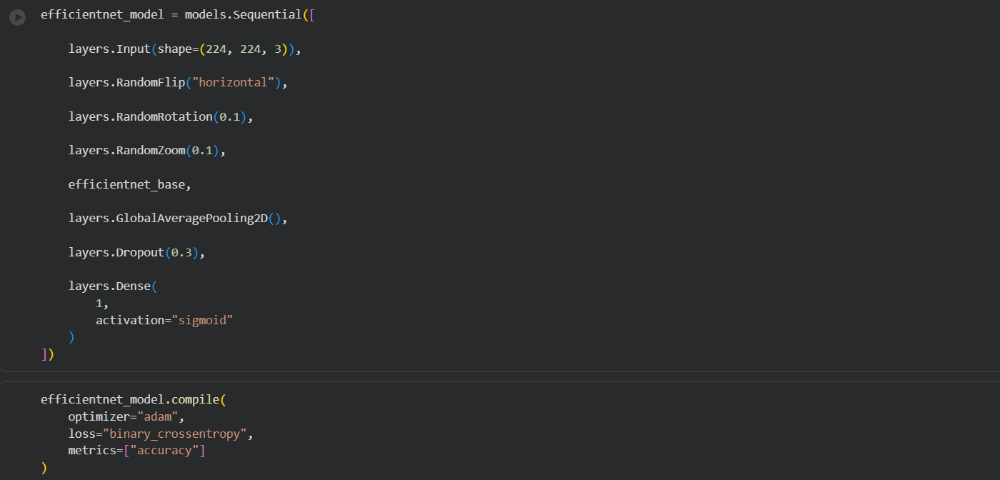 efficientnet_model = models.Sequential([
layers.Input(shape=(224, 224, 3)),
layers.RandomFlip("horizontal"),
layers.RandomRotation(0.1),
layers.RandomZoom(0.1),
efficientnet_base,
layers.GlobalAveragePooling2D(),
layers.Dropout(0.3),
layers.Dense(
1,
activation="sigmoid"
)
])
efficientnet_model.compile(
optimizer="adam",
loss="binary_crossentropy",
metrics=["accuracy"]
)